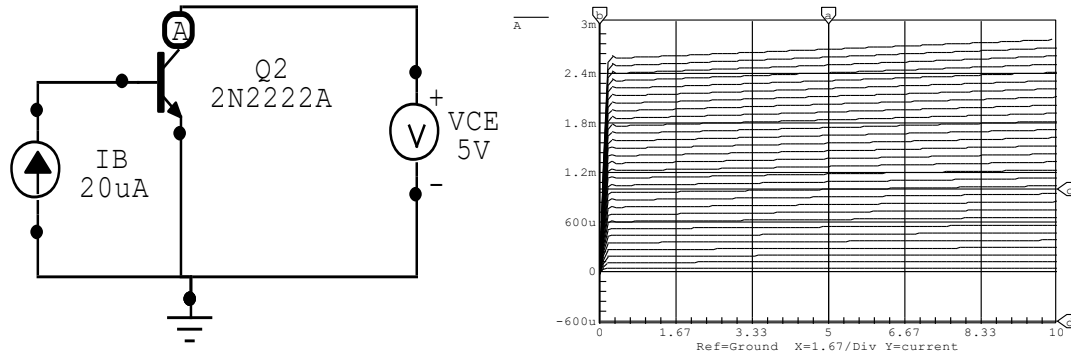 A
Q2
2N2222A
IB
20uA
+
V
VCE
5V
-
A
b
a
3m
2.4m
1.8m
1.2m
600u
0
-600u
c
0 1.67 3.33 5 6.67 8.33 10
Ref=Ground X=1.67/Div Y=current